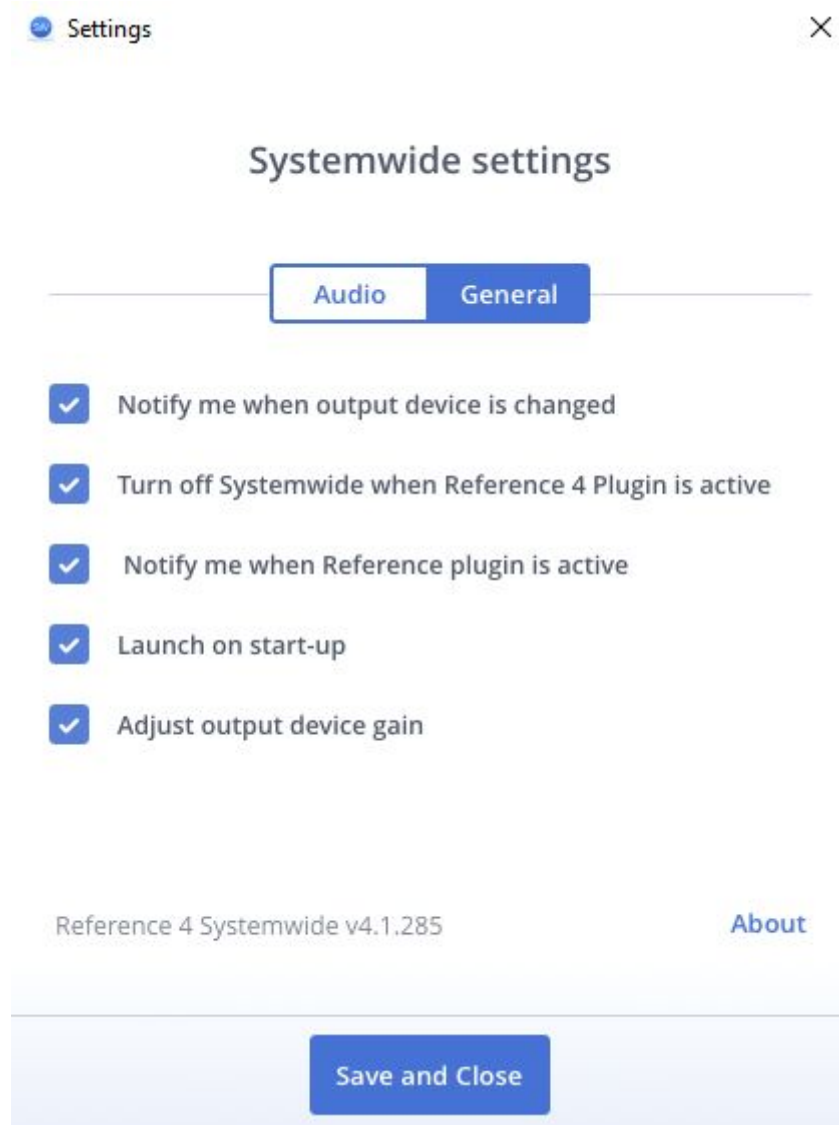 Settings
Systemwide settings
Audio General
Notify me when output device is changed
Turn off Systemwide when Reference 4 Plugin is active
Notify me when Reference plugin is active
Launch on start-up
Adjust output device gain
Reference 4 Systemwide v4.1.285 About
Save and Close